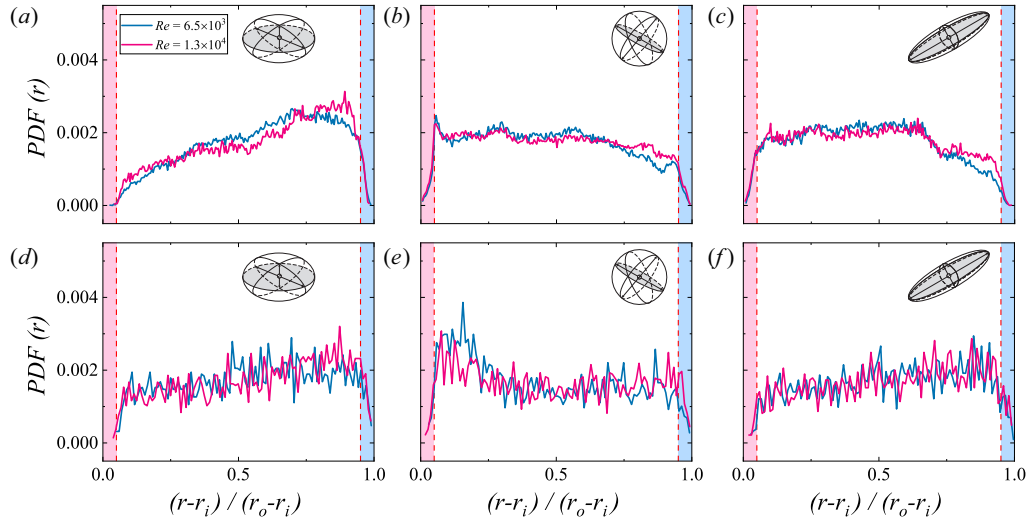 (a) (b) (c)
Re = 6.5×10³
Re = 1.3×10⁴
PDF (r)
0.004
0.002
0.000
(d) (e) (f)
PDF (r)
0.004
0.002
0.000
0.0 0.5 1.0 0.0 0.5 1.0 0.0 0.5 1.0
(r-rᵢ) / (rₒ-rᵢ) (r-rᵢ) / (rₒ-rᵢ) (r-rᵢ) / (rₒ-rᵢ)